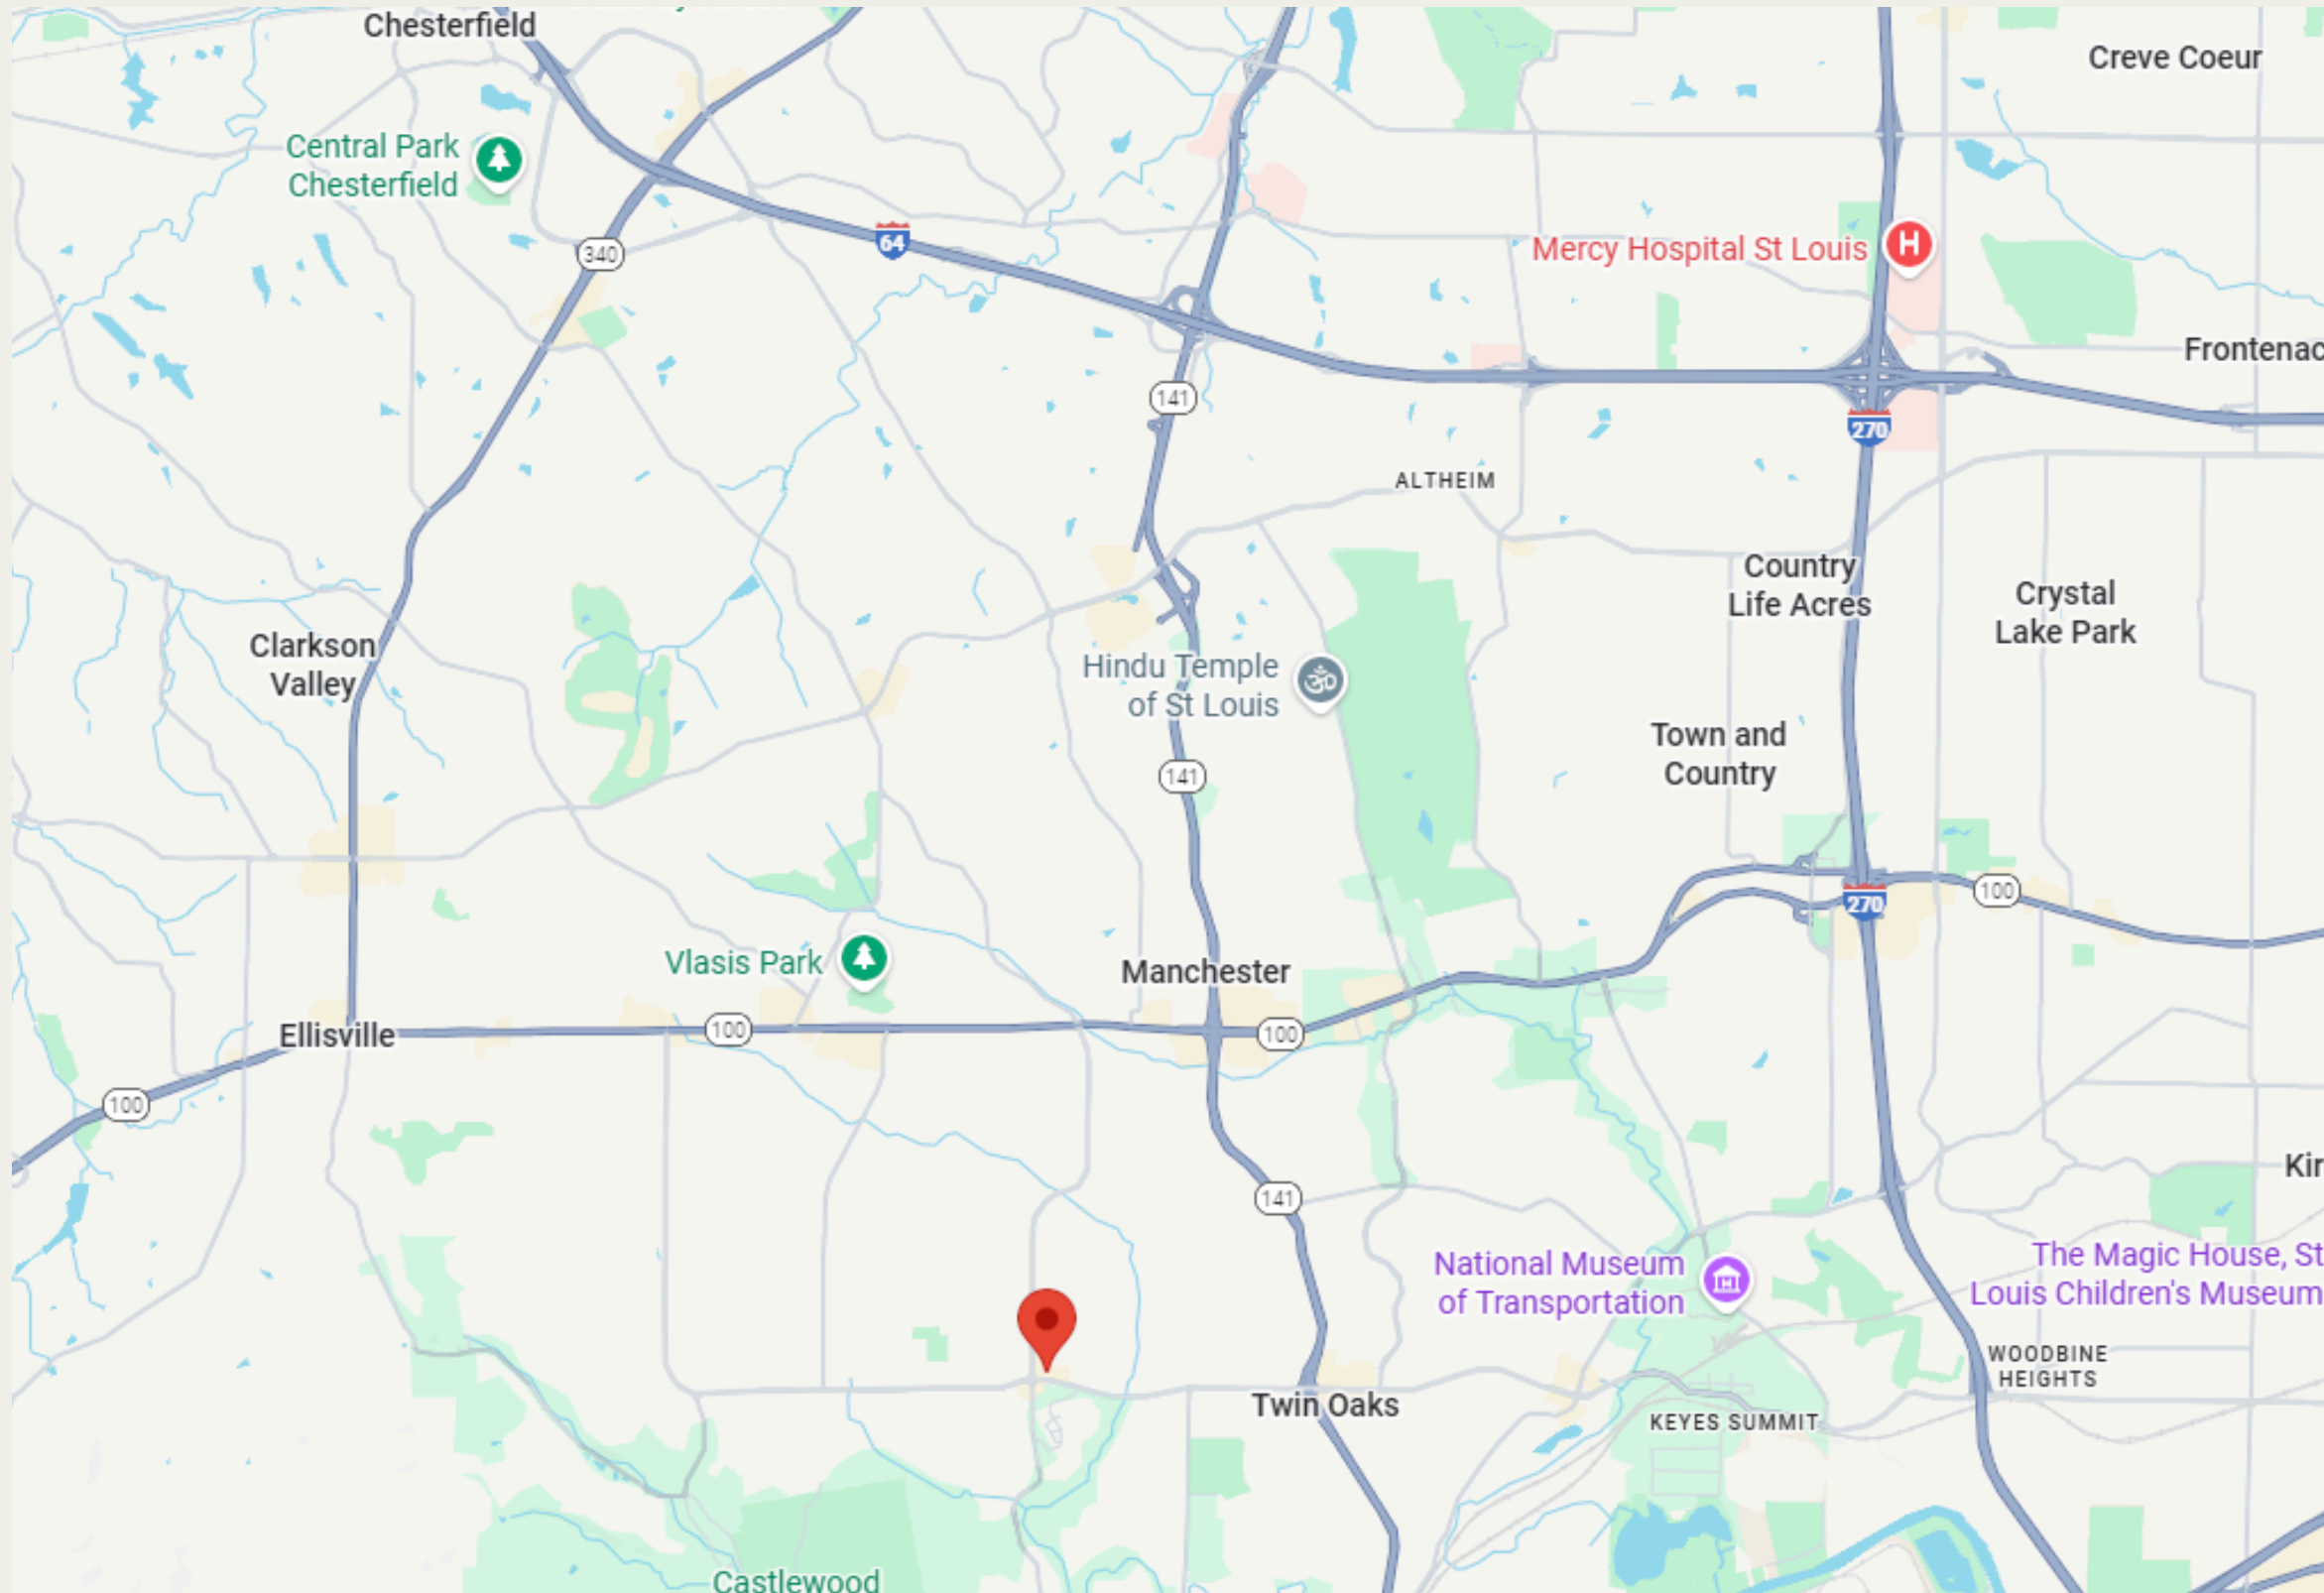 Chesterfield
Creve Coeur
Central Park
Chesterfield
340
64
Mercy Hospital St Louis
H
Frontenac
141
270
ALTHEIM
Country
Life Acres
Crystal
Lake Park
Clarkson
Valley
Hindu Temple
of St Louis
ॐ
Town and
Country
141
100
270
Vlasis Park
Manchester
Ellisville
100
100
100
Kir
141
National Museum
of Transportation
The Magic House, St
Louis Children's Museum
WOODBINE
HEIGHTS
Twin Oaks
KEYES SUMMIT
Castlewood